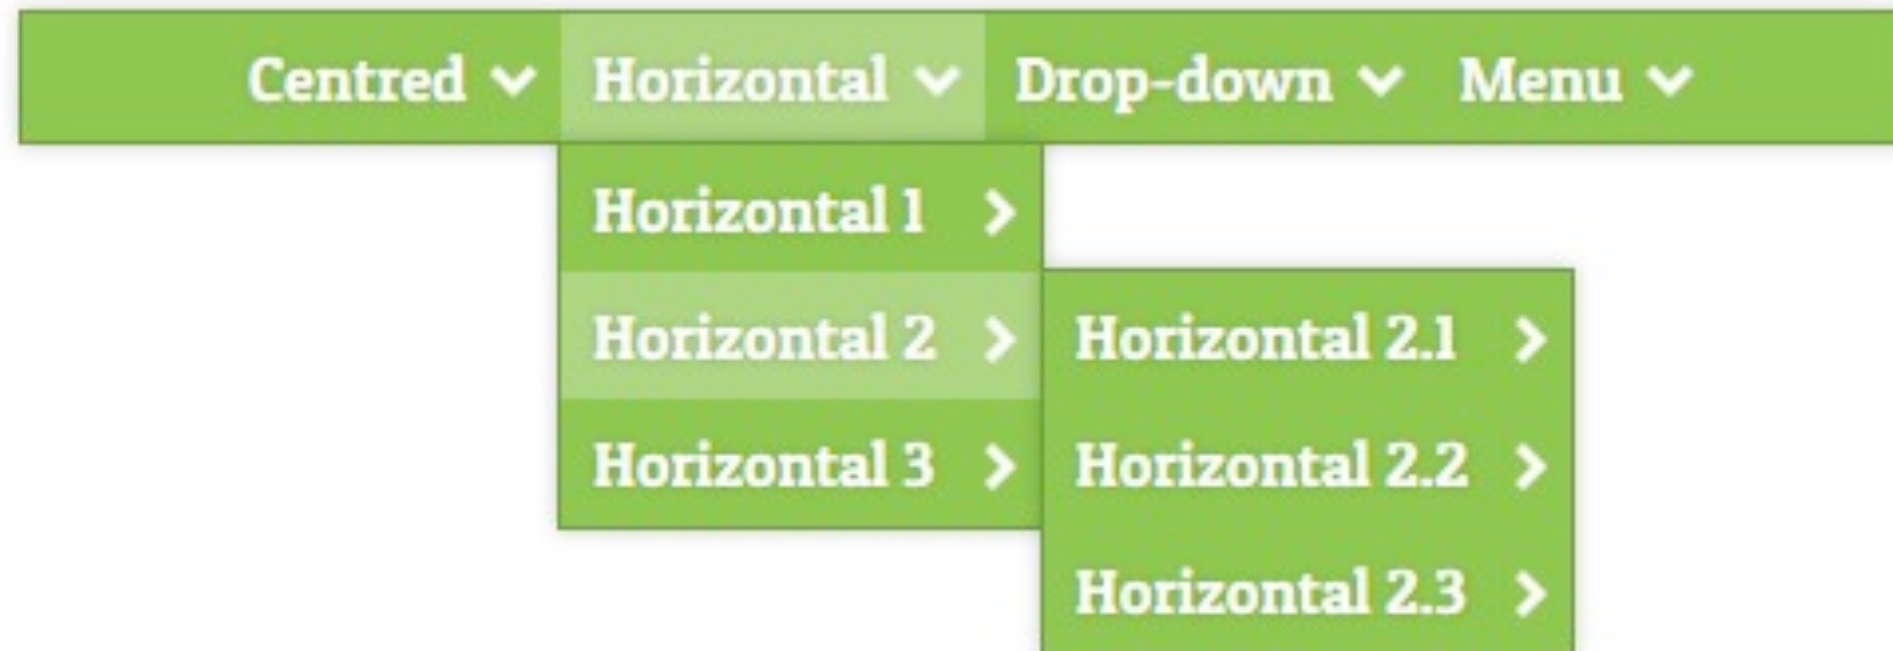 Centred Horizontal Drop-down Menu
Horizontal 1
Horizontal 2
Horizontal 3
Horizontal 2.1
Horizontal 2.2
Horizontal 2.3